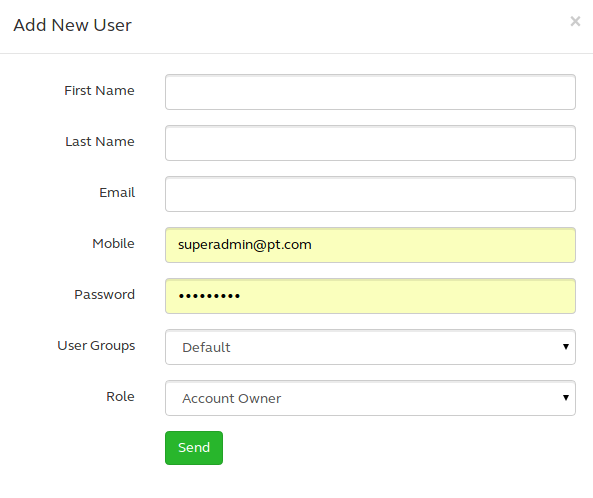 Add New User ×
First Name
Last Name
Email
Mobile superadmin@pt.com
Password •••••••••
User Groups Default
Role Account Owner
Send